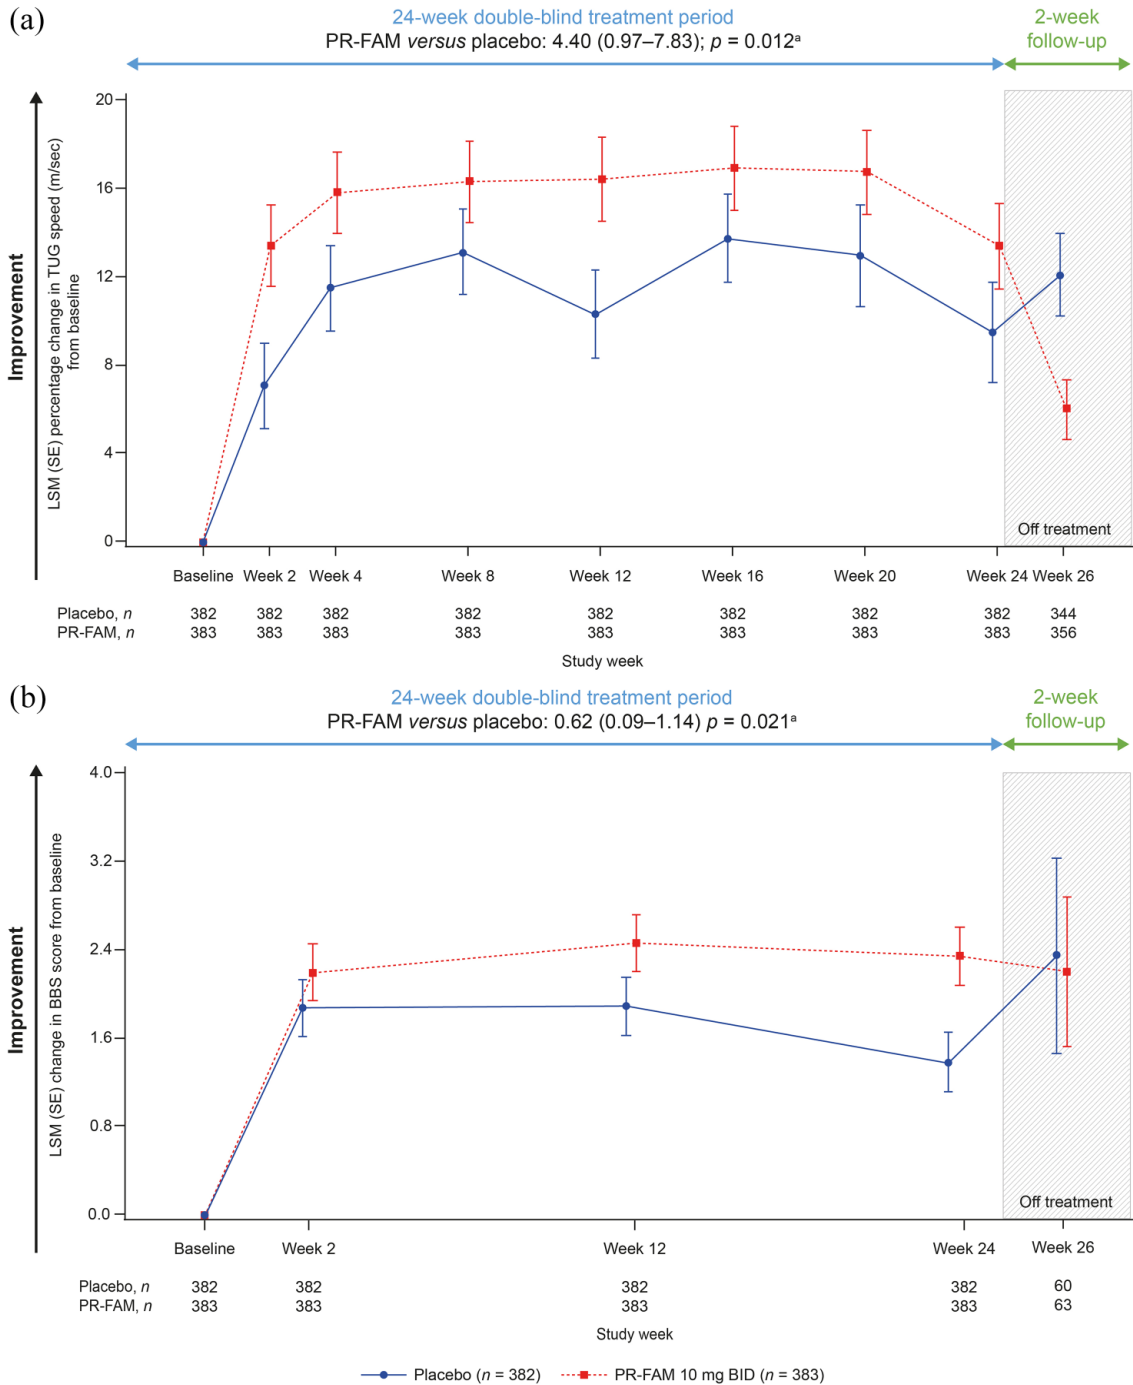 (a)
24-week double-blind treatment period
PR-FAM versus placebo: 4.40 (0.97–7.83); p = 0.012ᵃ
2-week
follow-up
Improvement
LSM (SE) percentage change in TUG speed (m/sec)
from baseline
20
16
12
8
4
0
Off treatment
Baseline Week 2 Week 4 Week 8 Week 12 Week 16 Week 20 Week 24 Week 26
Placebo, n 382 382 382 382 382 382 382 382 344
PR-FAM, n 383 383 383 383 383 383 383 383 356
Study week
(b)
24-week double-blind treatment period
PR-FAM versus placebo: 0.62 (0.09–1.14) p = 0.021ᵃ
2-week
follow-up
Improvement
LSM (SE) change in BBS score from baseline
4.0
3.2
2.4
1.6
0.8
0.0
Off treatment
Baseline Week 2 Week 12 Week 24 Week 26
Placebo, n 382 382 382 382 60
PR-FAM, n 383 383 383 383 63
Study week
Placebo (n = 382) PR-FAM 10 mg BID (n = 383)